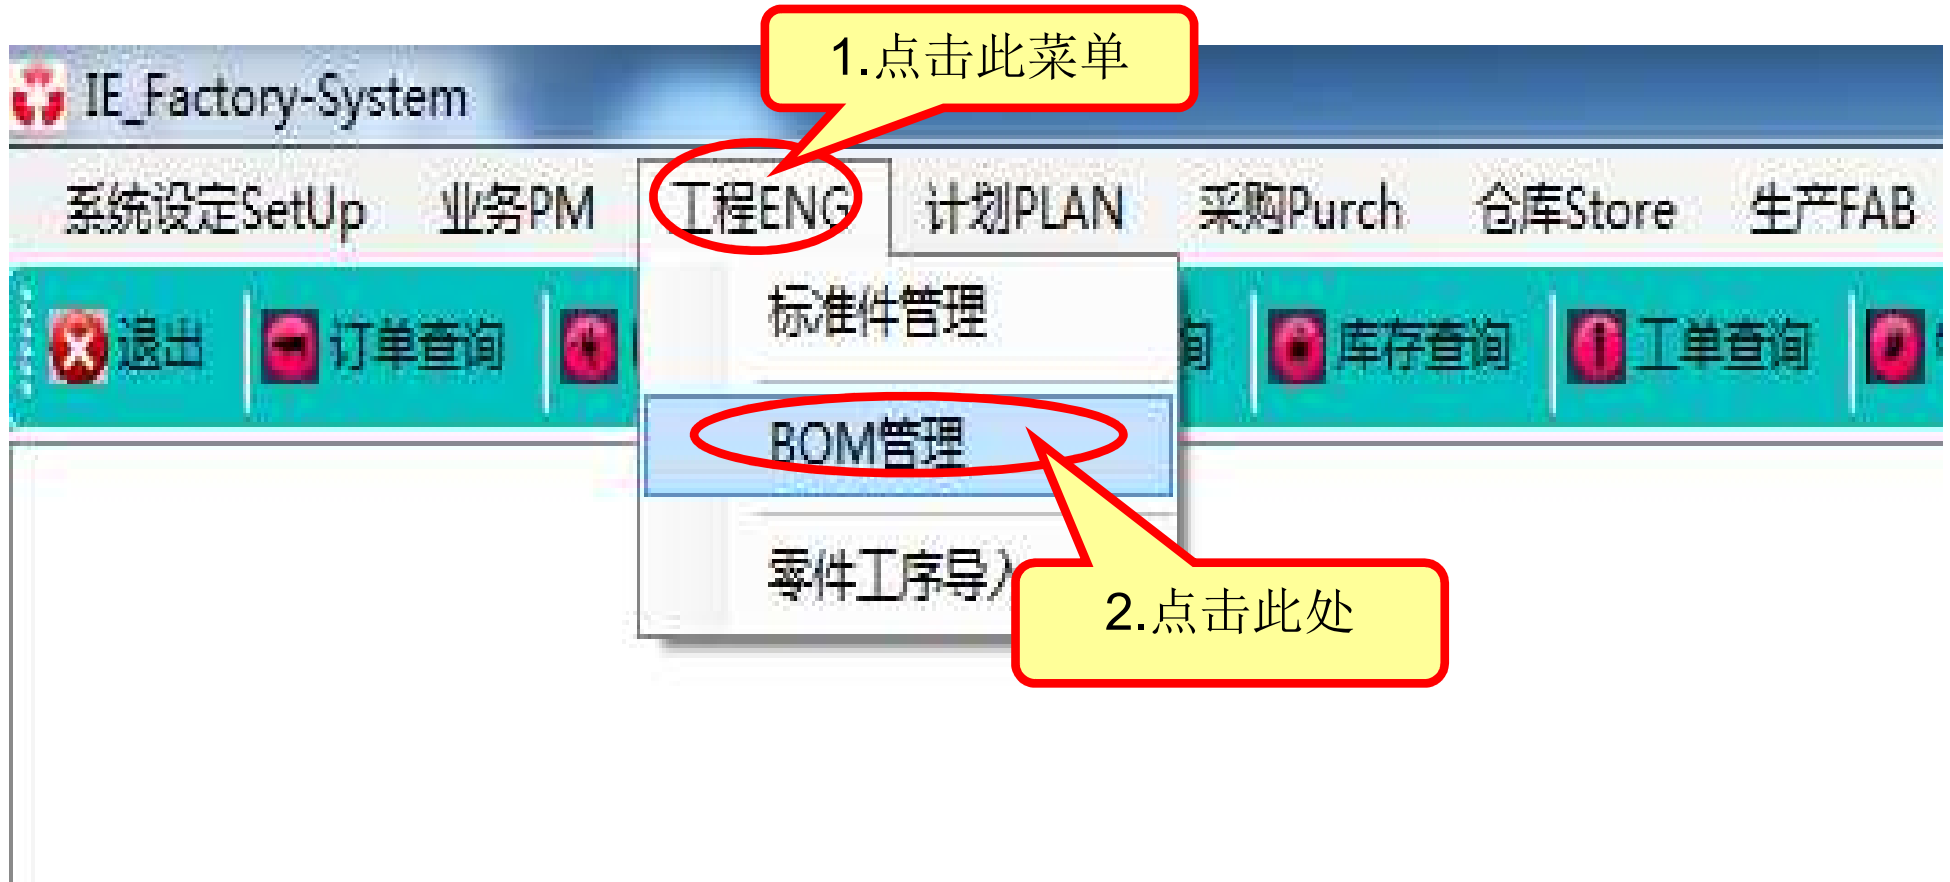 1.点击此菜单
IE_Factory-System
系统设定SetUp 业务PM 工程ENG 计划PLAN 采购Purch 仓库Store 生产FAB
标准件管理
退出 订单查询 询 库存查询 工单查询
BOM管理
零件工序导入
2.点击此处